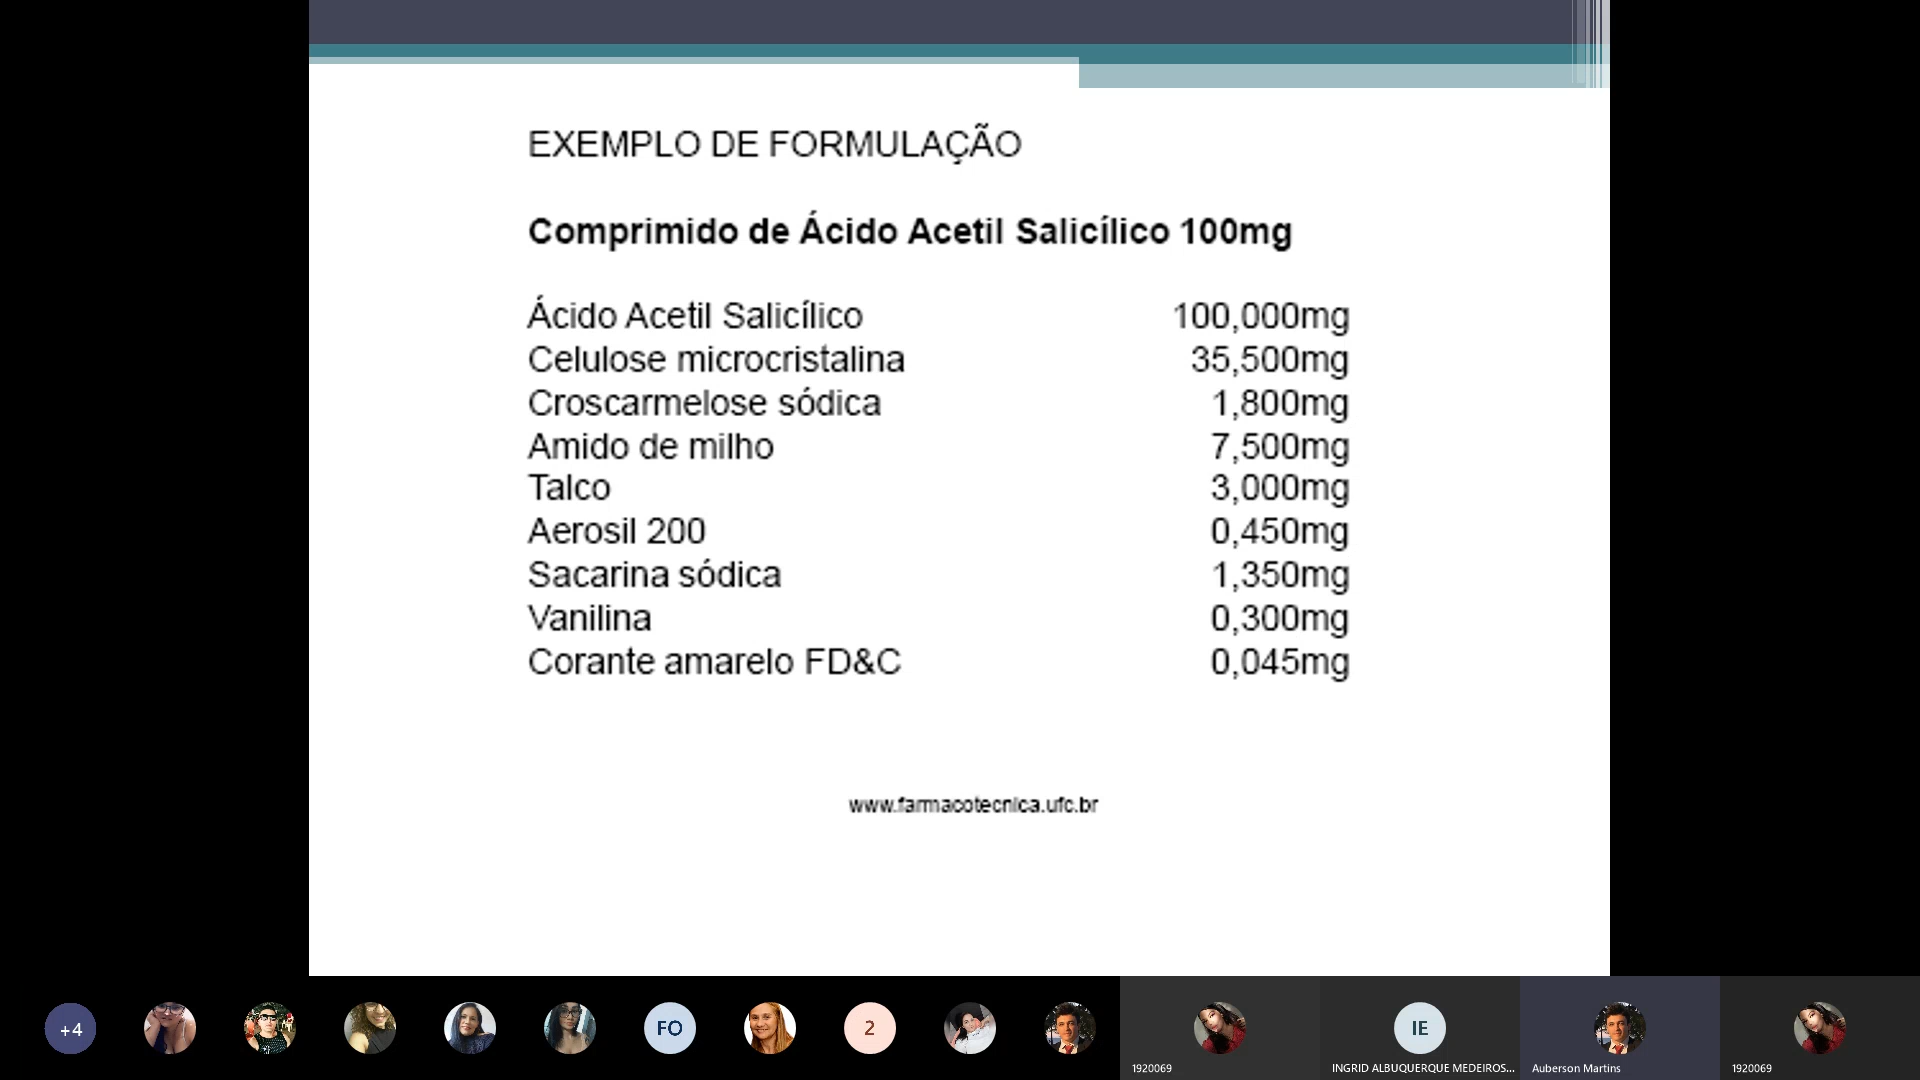 EXEMPLO DE FORMULAÇÃO
Comprimido de Ácido Acetil Salicílico 100mg
Ácido Acetil Salicílico 100,000mg
Celulose microcristalina 35,500mg
Croscarmelose sódica 1,800mg
Amido de milho 7,500mg
Talco 3,000mg
Aerosil 200 0,450mg
Sacarina sódica 1,350mg
Vanilina 0,300mg
Corante amarelo FD&C 0,045mg
www.farmacotecnica.ufc.br
+4 FO 2 IE
1920069 INGRID ALBUQUERQUE MEDEIROS... Auberson Martins 1920069